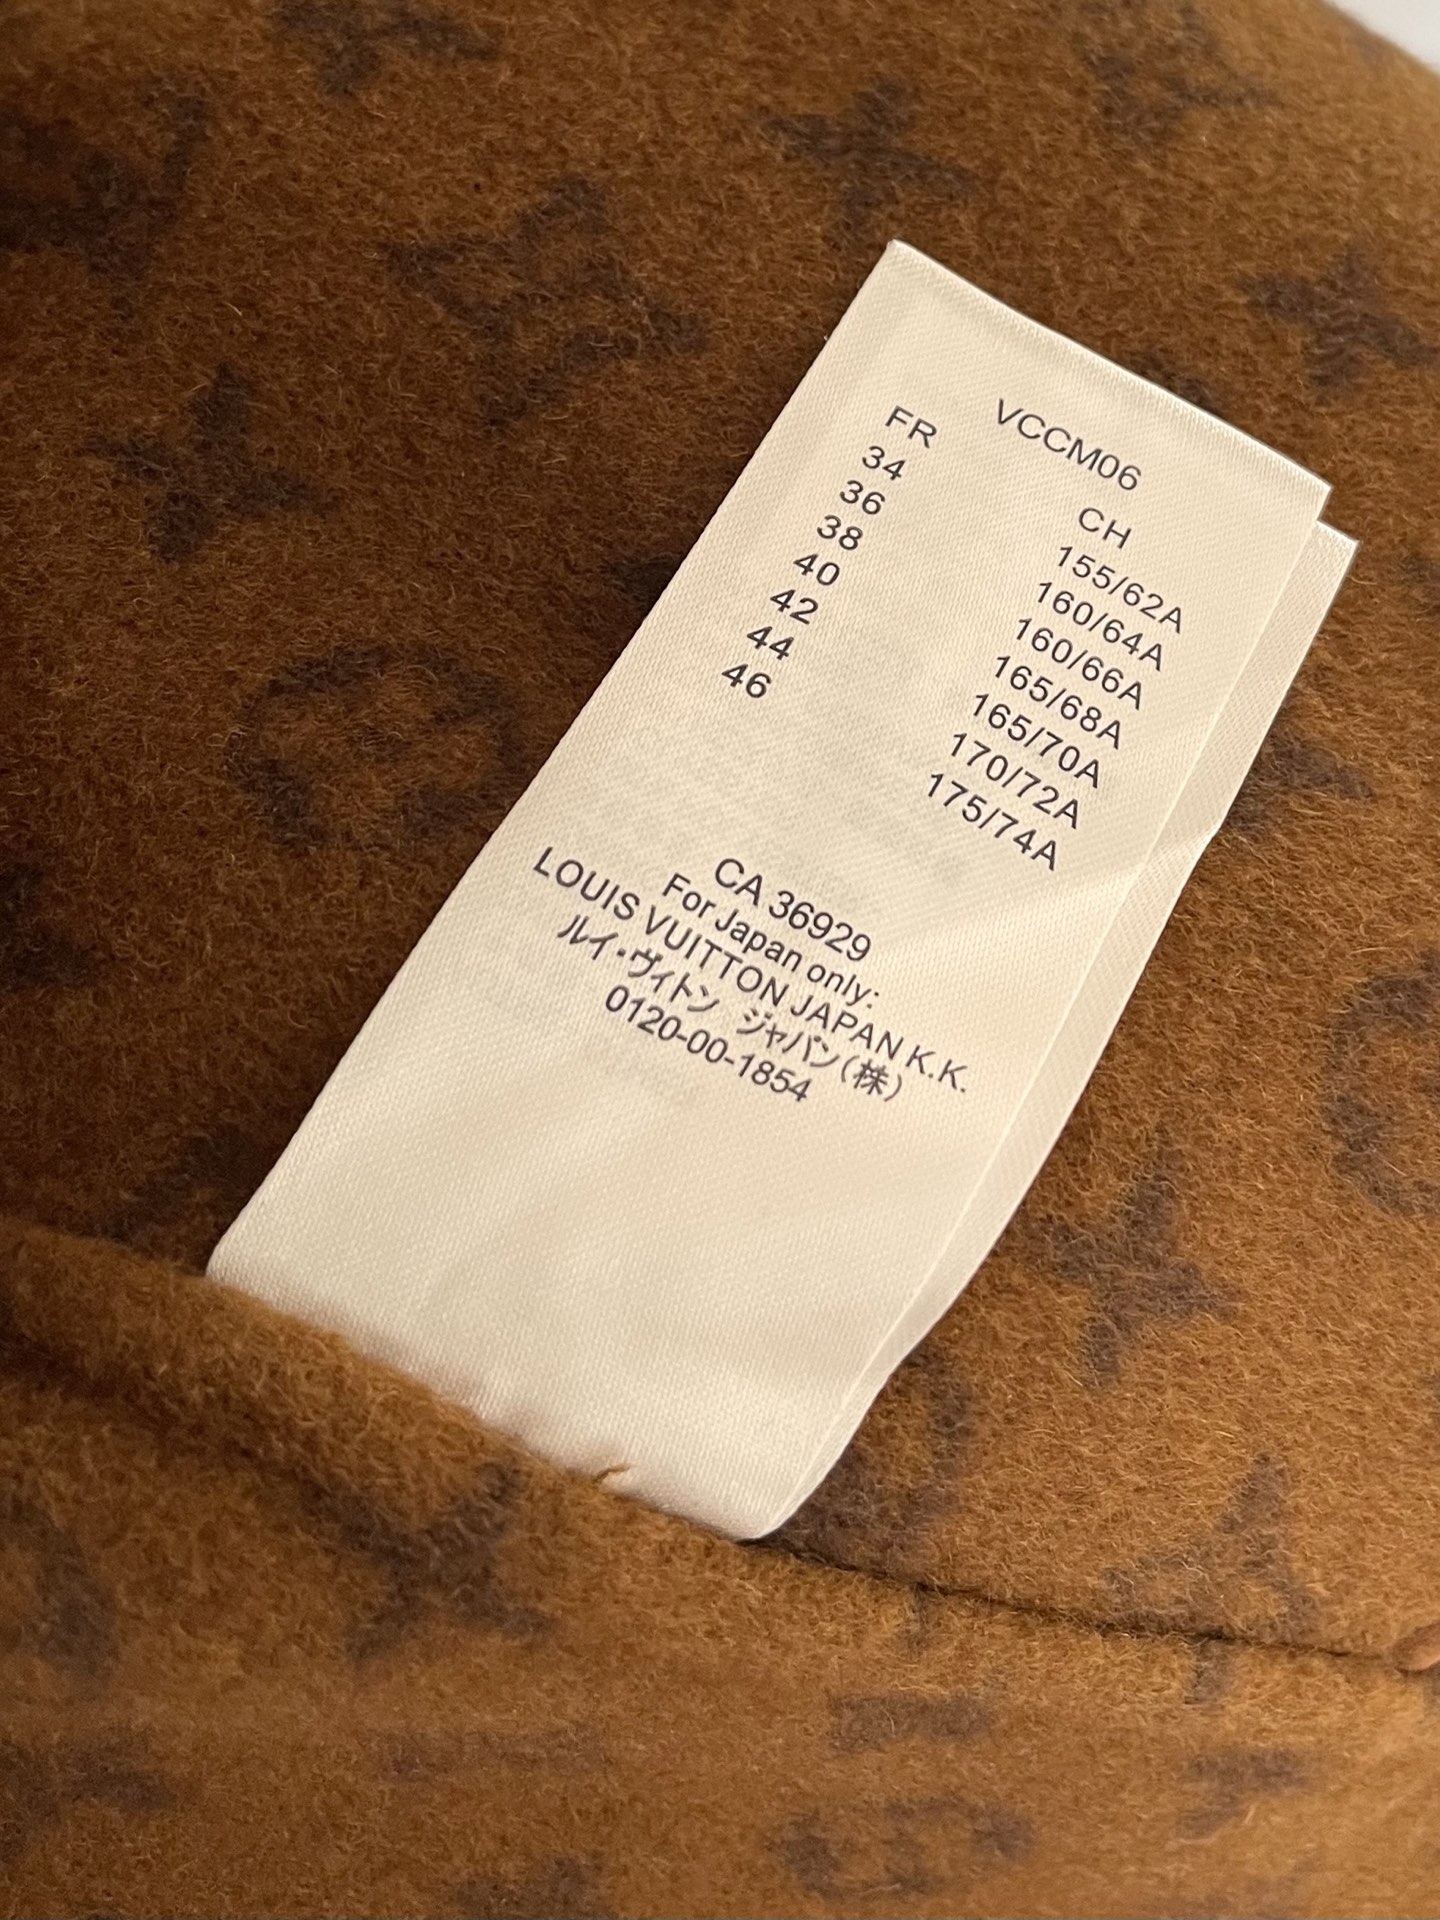 VCCM06
FR CH
34 155/62A
36 160/64A
38 160/66A
40 165/68A
42 165/70A
44 170/72A
46 175/74A
CA 36929
For Japan only:
LOUIS VUITTON JAPAN K.K.
ルイ・ヴィトン ジャパン(株)
0120-00-1854